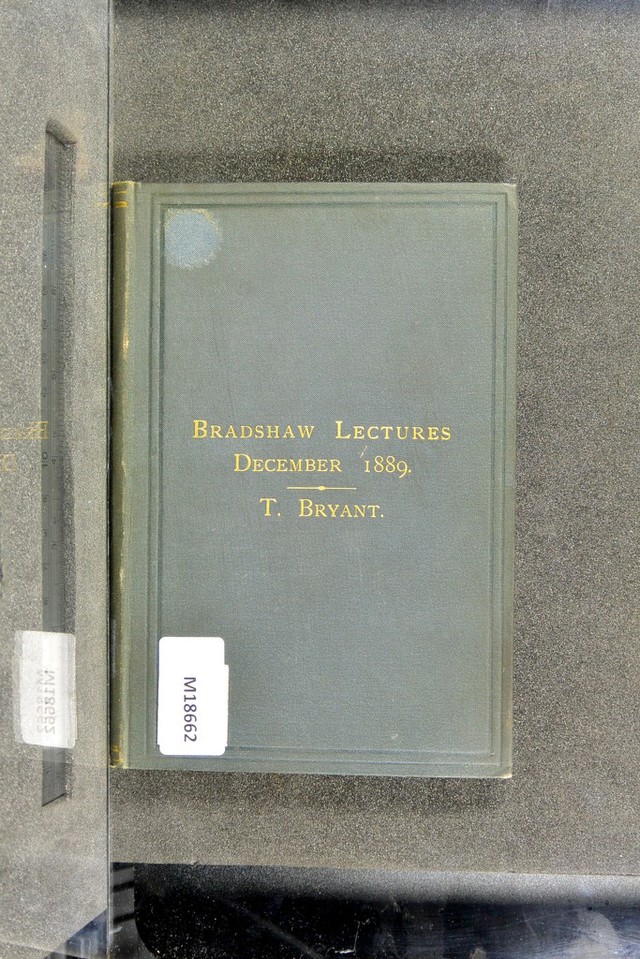 BRADSHAW LECTURES
DECEMBER 1889.
T. BRYANT.
M18662